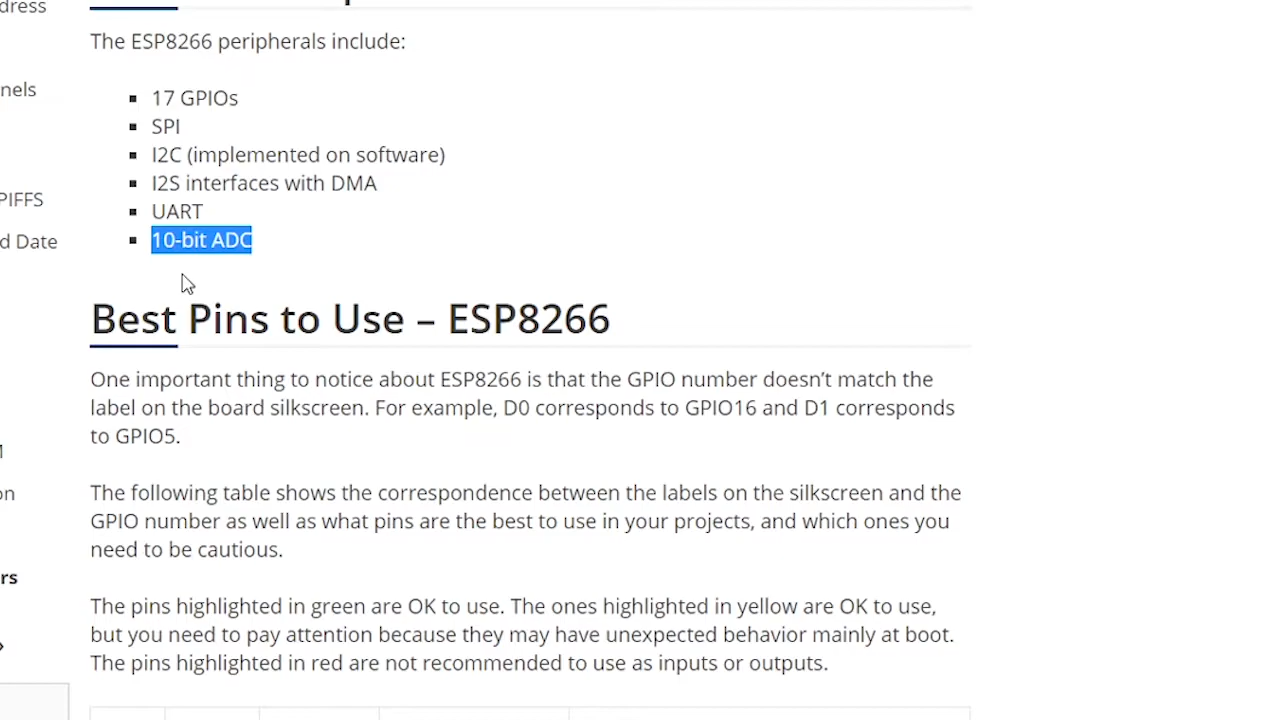 dress
The ESP8266 peripherals include:
nels
17 GPIOs
SPI
I2C (implemented on software)
I2S interfaces with DMA
PIFFS
UART
d Date
10-bit ADC
Best Pins to Use – ESP8266
One important thing to notice about ESP8266 is that the GPIO number doesn’t match the
label on the board silkscreen. For example, D0 corresponds to GPIO16 and D1 corresponds
to GPIO5.
on
The following table shows the correspondence between the labels on the silkscreen and the
GPIO number as well as what pins are the best to use in your projects, and which ones you
need to be cautious.
rs
The pins highlighted in green are OK to use. The ones highlighted in yellow are OK to use,
but you need to pay attention because they may have unexpected behavior mainly at boot.
The pins highlighted in red are not recommended to use as inputs or outputs.